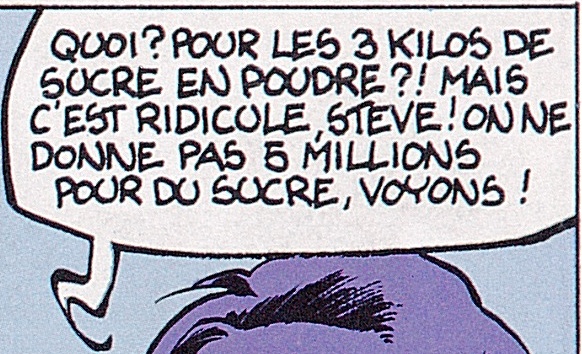 QUOI? POUR LES 3 KILOS DE
SUCRE EN POUDRE?! MAIS
C'EST RIDICULE, STEVE! ON NE
DONNE PAS 5 MILLIONS
POUR DU SUCRE, VOYONS!